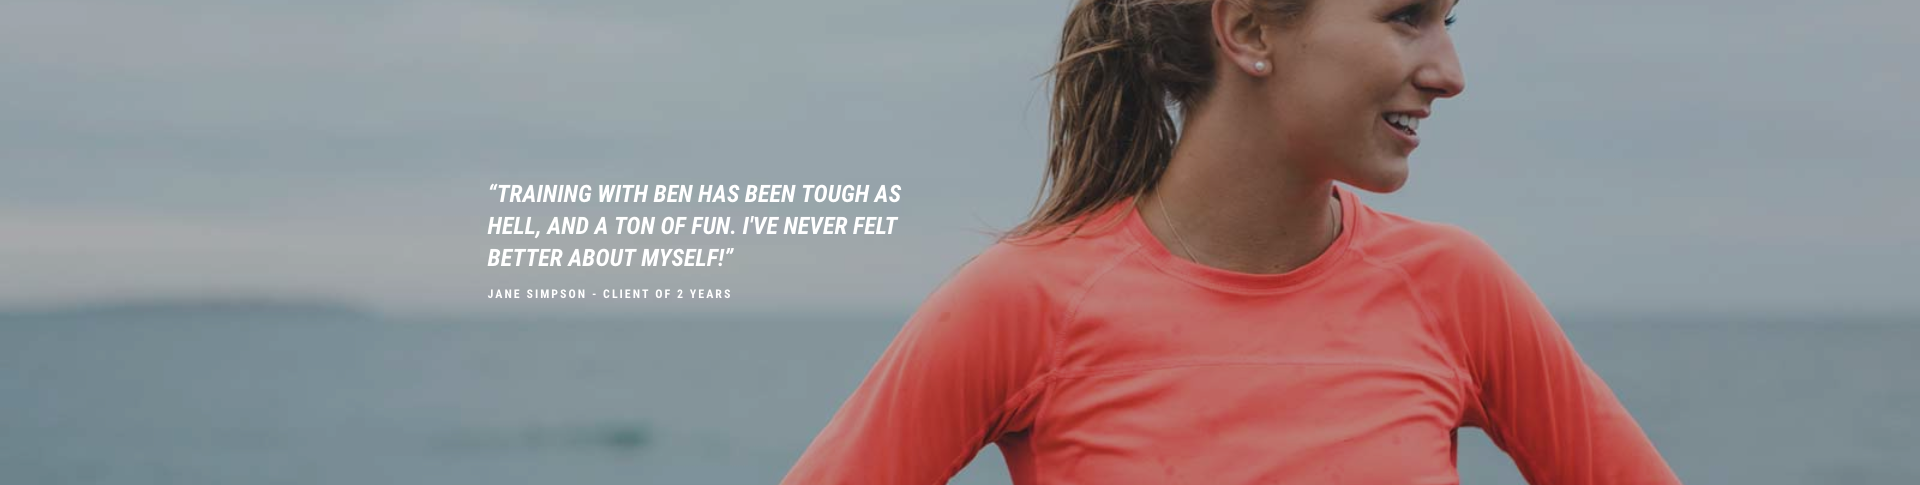 “TRAINING WITH BEN HAS BEEN TOUGH AS
HELL, AND A TON OF FUN. I'VE NEVER FELT
BETTER ABOUT MYSELF!”
JANE SIMPSON - CLIENT OF 2 YEARS